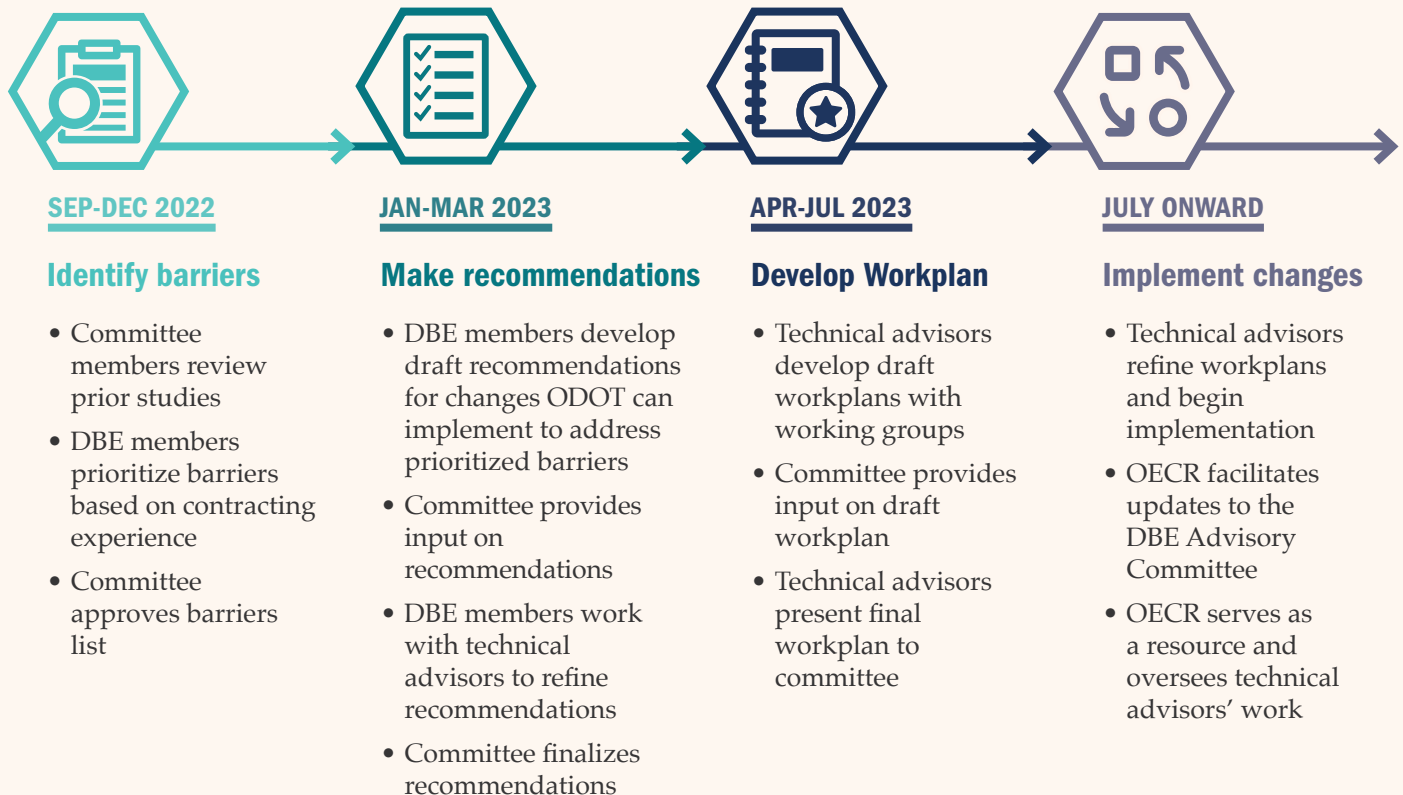 SEP-DEC 2022
Identify barriers
• Committee
members review
prior studies
• DBE members
prioritize barriers
based on contracting
experience
• Committee
approves barriers
list
JAN-MAR 2023
Make recommendations
• DBE members develop
draft recommendations
for changes ODOT can
implement to address
prioritized barriers
• Committee provides
input on
recommendations
• DBE members work
with technical
advisors to refine
recommendations
• Committee finalizes
recommendations
APR-JUL 2023
Develop Workplan
• Technical advisors
develop draft
workplans with
working groups
• Committee provides
input on draft
workplan
• Technical advisors
present final
workplan to
committee
JULY ONWARD
Implement changes
• Technical advisors
refine workplans
and begin
implementation
• OECR facilitates
updates to the
DBE Advisory
Committee
• OECR serves as
a resource and
oversees technical
advisors’ work